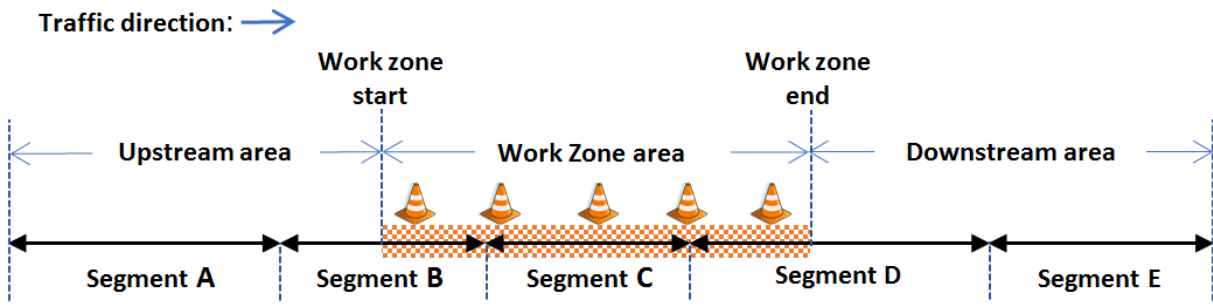 Traffic direction:
Work zone
start
Work zone
end
Upstream area
Work Zone area
Downstream area
Segment A
Segment B
Segment C
Segment D
Segment E